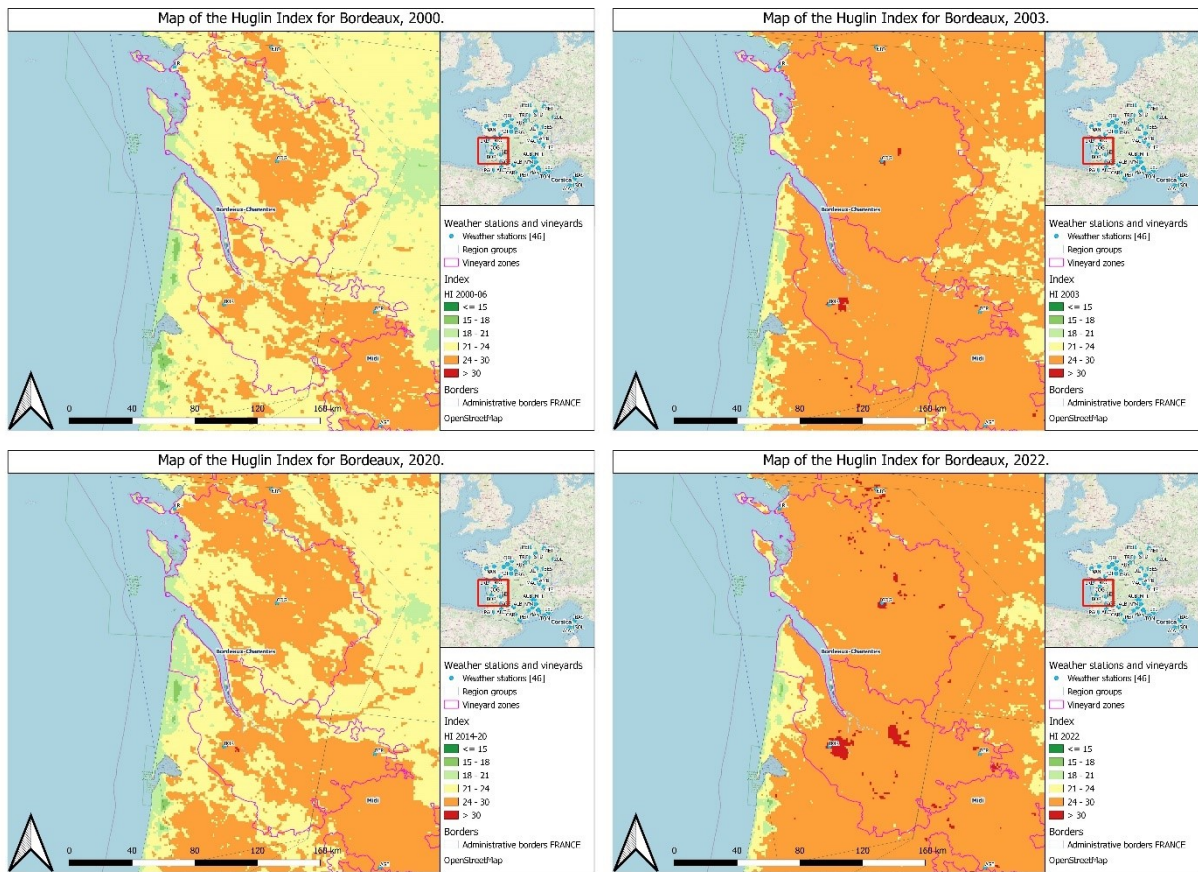 Map of the Huglin Index for Bordeaux, 2000.
Bordeaux-Charentes
Midi
0 40 80 120 160 km
Weather stations and vineyards
Weather stations [46]
Region groups
Vineyard zones
Index
HI 2000-06
<= 15
15 - 18
18 - 21
21 - 24
24 - 30
> 30
Borders
Administrative borders FRANCE
OpenStreetMap
Corsica
Map of the Huglin Index for Bordeaux, 2003.
Bordeaux-Charentes
Midi
0 40 80 120 160 km
Weather stations and vineyards
Weather stations [46]
Region groups
Vineyard zones
Index
HI 2003
<= 15
15 - 18
18 - 21
21 - 24
24 - 30
> 30
Borders
Administrative borders FRANCE
OpenStreetMap
Corsica
Map of the Huglin Index for Bordeaux, 2020.
Bordeaux-Charentes
Midi
0 40 80 120 160 km
Weather stations and vineyards
Weather stations [46]
Region groups
Vineyard zones
Index
HI 2014-20
<= 15
15 - 18
18 - 21
21 - 24
24 - 30
> 30
Borders
Administrative borders FRANCE
OpenStreetMap
Corsica
Map of the Huglin Index for Bordeaux, 2022.
Bordeaux-Charentes
Midi
0 40 80 120 160 km
Weather stations and vineyards
Weather stations [46]
Region groups
Vineyard zones
Index
HI 2022
<= 15
15 - 18
18 - 21
21 - 24
24 - 30
> 30
Borders
Administrative borders FRANCE
OpenStreetMap
Corsica